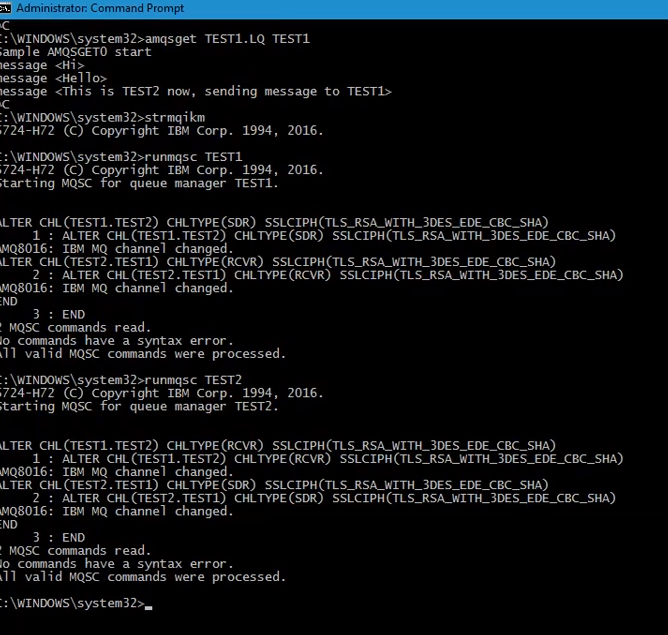 Administrator: Command Prompt
^C
C:\WINDOWS\system32>amqsget TEST1.LQ TEST1
Sample AMQSGET0 start
message <Hi>
message <Hello>
message <This is TEST2 now, sending message to TEST1>
^C
C:\WINDOWS\system32>strmqikm
5724-H72 (C) Copyright IBM Corp. 1994, 2016.
C:\WINDOWS\system32>runmqsc TEST1
5724-H72 (C) Copyright IBM Corp. 1994, 2016.
Starting MQSC for queue manager TEST1.
ALTER CHL(TEST1.TEST2) CHLTYPE(SDR) SSLCIPH(TLS_RSA_WITH_3DES_EDE_CBC_SHA)
1 : ALTER CHL(TEST1.TEST2) CHLTYPE(SDR) SSLCIPH(TLS_RSA_WITH_3DES_EDE_CBC_SHA)
AMQ8016: IBM MQ channel changed.
ALTER CHL(TEST2.TEST1) CHLTYPE(RCVR) SSLCIPH(TLS_RSA_WITH_3DES_EDE_CBC_SHA)
2 : ALTER CHL(TEST2.TEST1) CHLTYPE(RCVR) SSLCIPH(TLS_RSA_WITH_3DES_EDE_CBC_SHA)
AMQ8016: IBM MQ channel changed.
END
3 : END
2 MQSC commands read.
No commands have a syntax error.
All valid MQSC commands were processed.
C:\WINDOWS\system32>runmqsc TEST2
5724-H72 (C) Copyright IBM Corp. 1994, 2016.
Starting MQSC for queue manager TEST2.
ALTER CHL(TEST1.TEST2) CHLTYPE(RCVR) SSLCIPH(TLS_RSA_WITH_3DES_EDE_CBC_SHA)
1 : ALTER CHL(TEST1.TEST2) CHLTYPE(RCVR) SSLCIPH(TLS_RSA_WITH_3DES_EDE_CBC_SHA)
AMQ8016: IBM MQ channel changed.
ALTER CHL(TEST2.TEST1) CHLTYPE(SDR) SSLCIPH(TLS_RSA_WITH_3DES_EDE_CBC_SHA)
2 : ALTER CHL(TEST2.TEST1) CHLTYPE(SDR) SSLCIPH(TLS_RSA_WITH_3DES_EDE_CBC_SHA)
AMQ8016: IBM MQ channel changed.
END
3 : END
2 MQSC commands read.
No commands have a syntax error.
All valid MQSC commands were processed.
C:\WINDOWS\system32>_